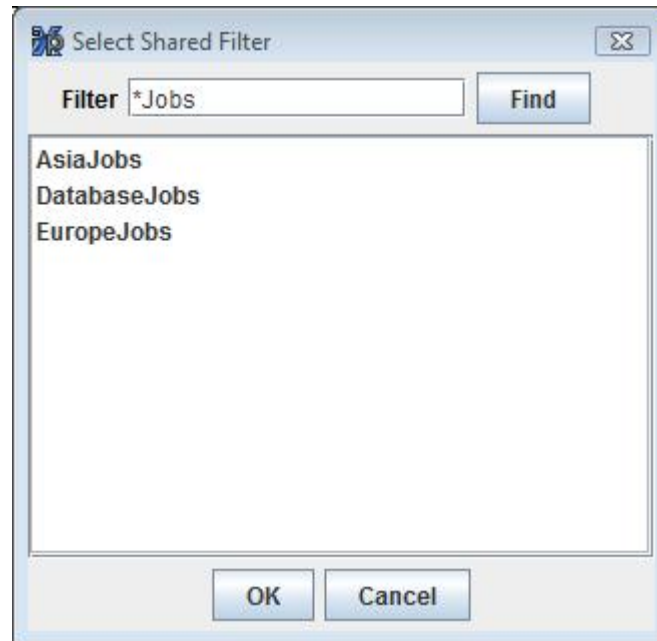 Select Shared Filter
Filter *Jobs Find
AsiaJobs
DatabaseJobs
EuropeJobs
OK Cancel